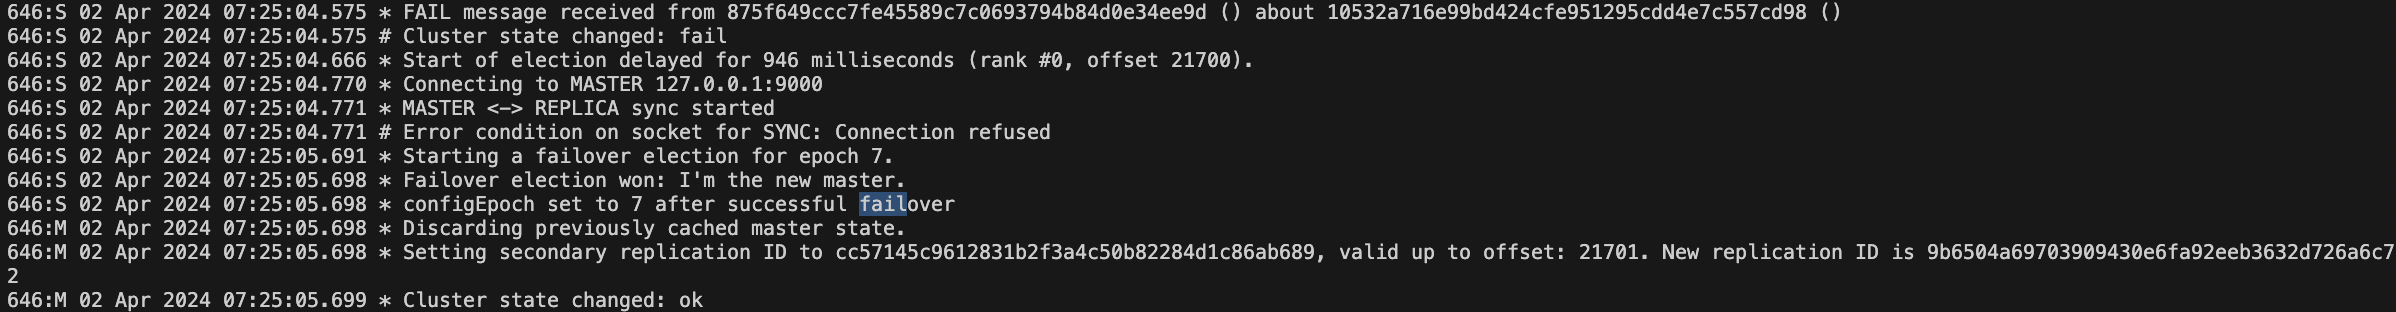 646:S 02 Apr 2024 07:25:04.575 * FAIL message received from 875f649ccc7fe45589c7c0693794b84d0e34ee9d () about 10532a716e99bd424cfe951295cdd4e7c557cd98 ()
646:S 02 Apr 2024 07:25:04.575 # Cluster state changed: fail
646:S 02 Apr 2024 07:25:04.666 * Start of election delayed for 946 milliseconds (rank #0, offset 21700).
646:S 02 Apr 2024 07:25:04.770 * Connecting to MASTER 127.0.0.1:9000
646:S 02 Apr 2024 07:25:04.771 * MASTER <-> REPLICA sync started
646:S 02 Apr 2024 07:25:04.771 # Error condition on socket for SYNC: Connection refused
646:S 02 Apr 2024 07:25:05.691 * Starting a failover election for epoch 7.
646:S 02 Apr 2024 07:25:05.698 * Failover election won: I'm the new master.
646:S 02 Apr 2024 07:25:05.698 * configEpoch set to 7 after successful failover
646:M 02 Apr 2024 07:25:05.698 * Discarding previously cached master state.
646:M 02 Apr 2024 07:25:05.698 * Setting secondary replication ID to cc57145c9612831b2f3a4c50b82284d1c86ab689, valid up to offset: 21701. New replication ID is 9b6504a69703909430e6fa92eeb3632d726a6c7
2
646:M 02 Apr 2024 07:25:05.699 * Cluster state changed: ok